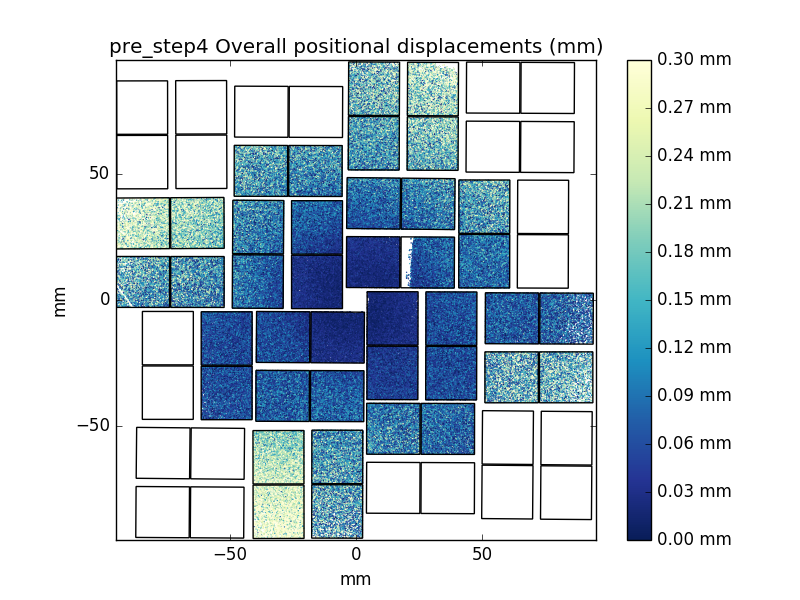 pre_step4 Overall positional displacements (mm)
0.30 mm
0.27 mm
0.24 mm
0.21 mm
0.18 mm
0.15 mm
0.12 mm
0.09 mm
0.06 mm
0.03 mm
0.00 mm
50
0
−50
mm
−50
0
50
mm